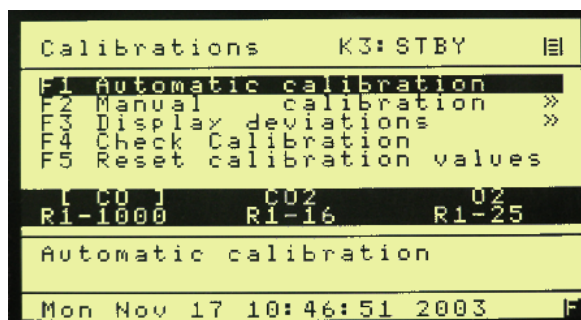 Calibrations K3: STBY
F1 Automatic calibration
F2 Manual calibration »
F3 Display deviations »
F4 Check Calibration
F5 Reset calibration values
[ CO ] CO2 O2
R1-1000 R1-16 R1-25
Automatic calibration
Mon Nov 17 10:46:51 2003 F